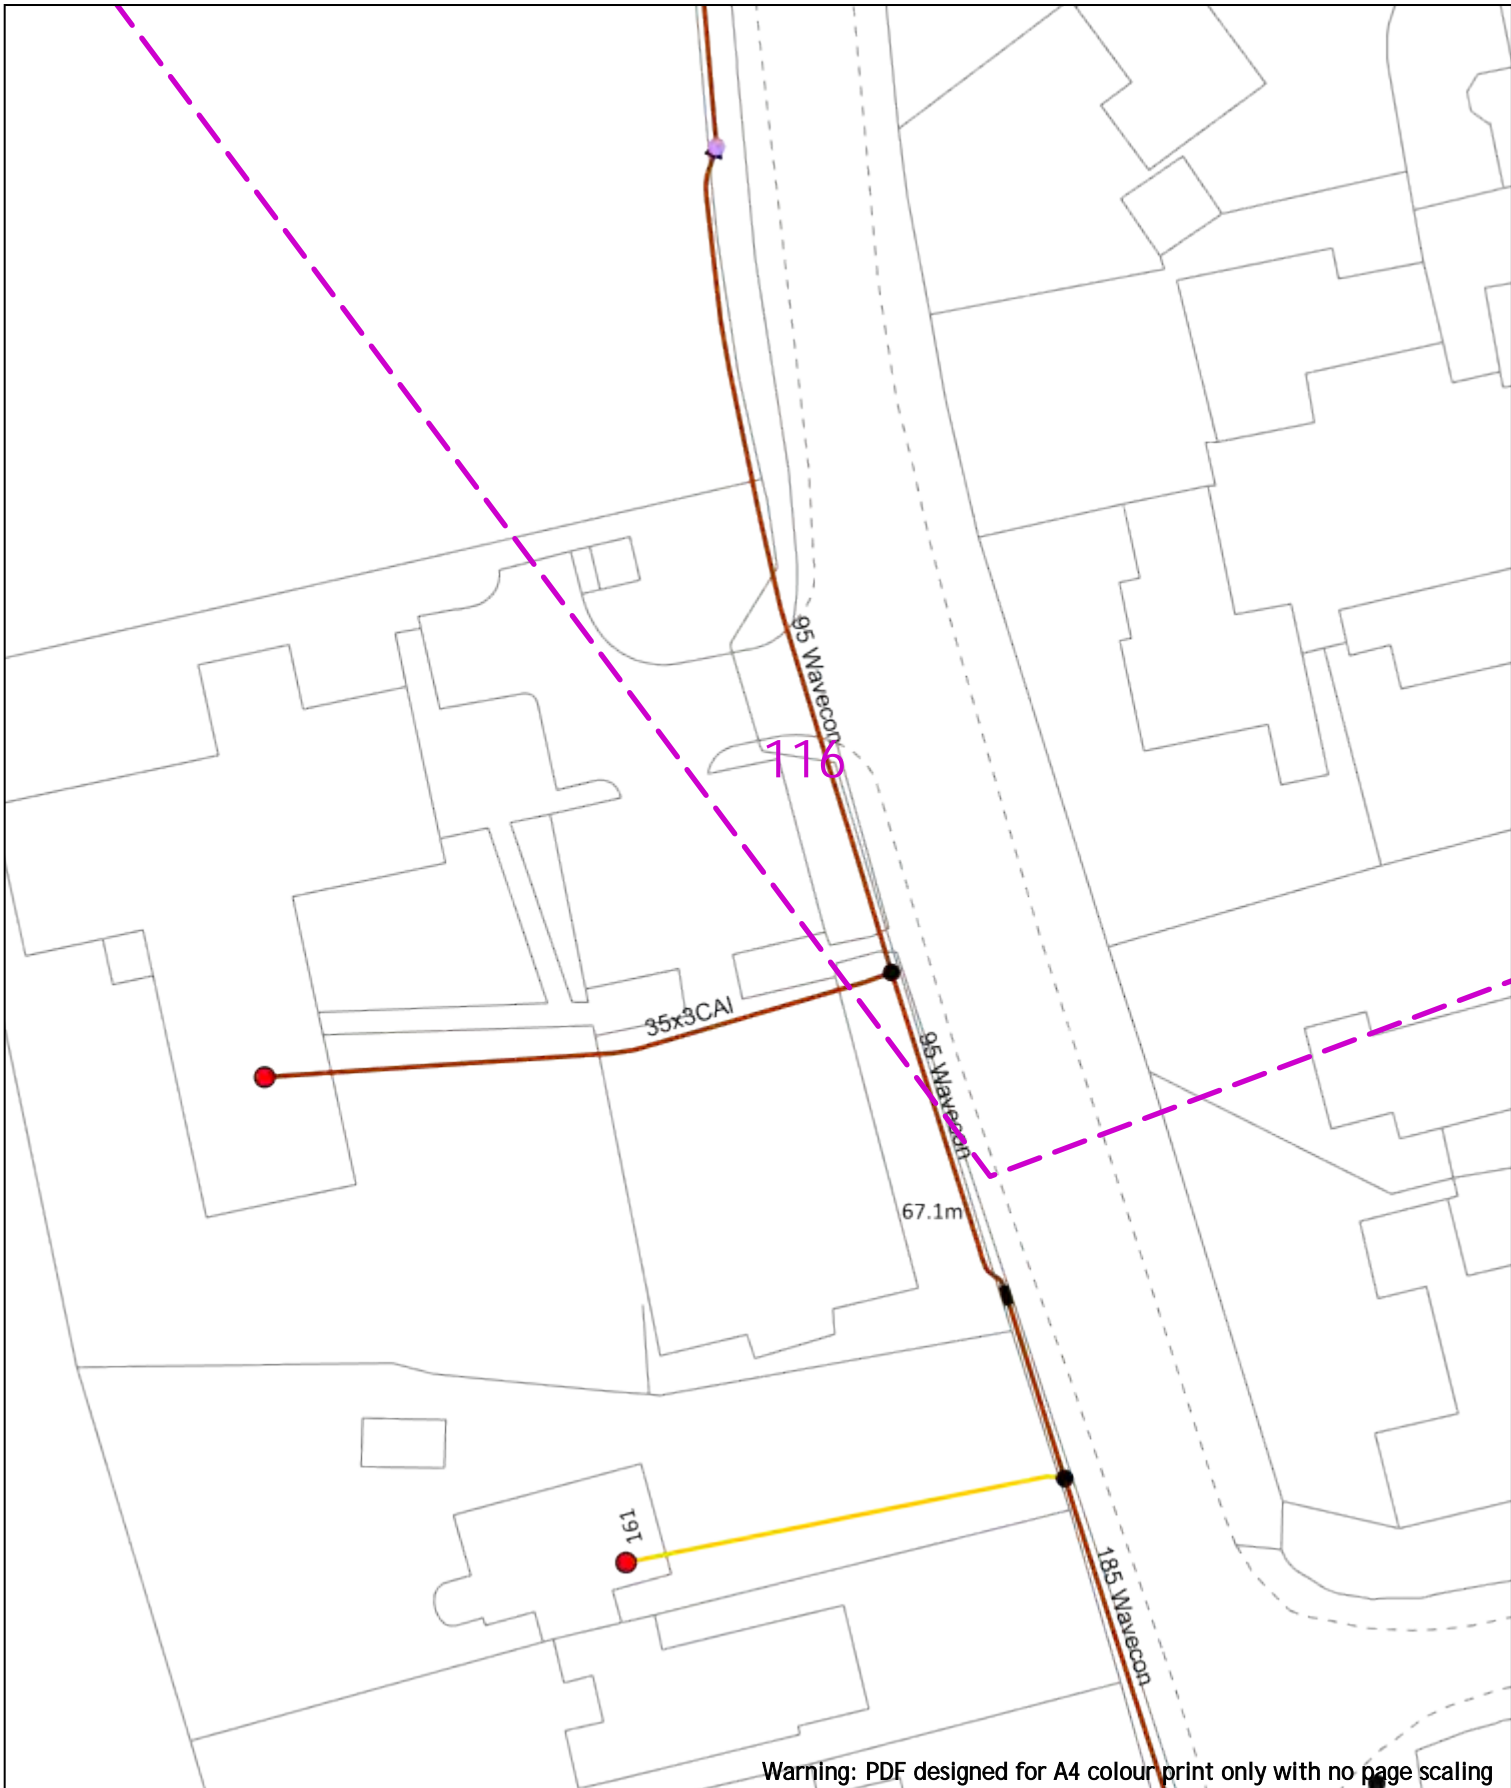 95 Wavecon
116
35x3CAl
95 Wavecon
67.1m
161
185 Wavecon
Warning: PDF designed for A4 colour print only with no page scaling